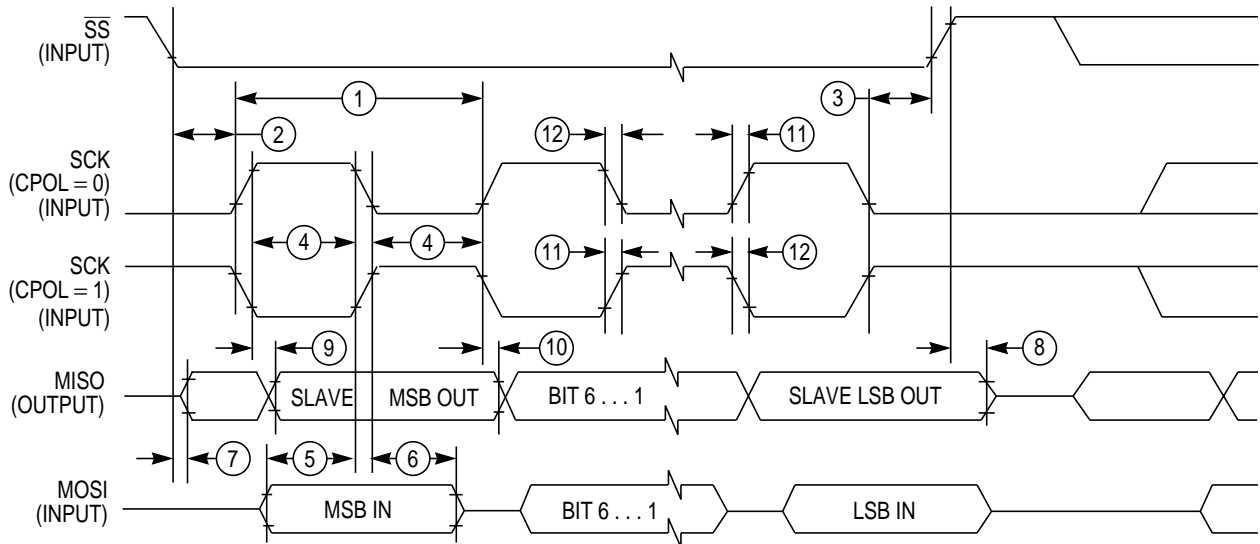 SS
(INPUT)
1
3
2
12
11
SCK
(CPOL = 0)
(INPUT)
4
4
11
12
SCK
(CPOL = 1)
(INPUT)
9
10
8
MISO
(OUTPUT)
SLAVE
MSB OUT
BIT 6 . . . 1
SLAVE LSB OUT
7
5
6
MOSI
(INPUT)
MSB IN
BIT 6 . . . 1
LSB IN